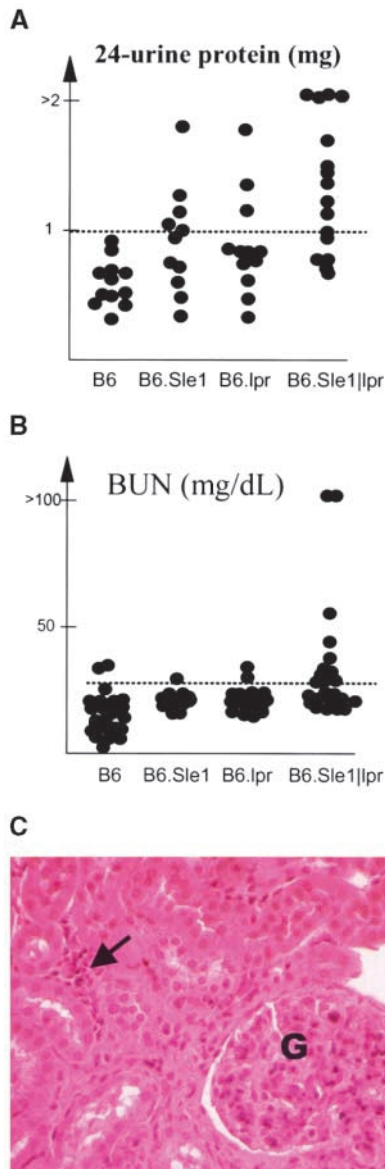 A
24-urine protein (mg)
>2
1
B6 B6.Sle1 B6.lpr B6.Sle1|lpr
B
BUN (mg/dL)
>100
50
B6 B6.Sle1 B6.lpr B6.Sle1|lpr
C
G